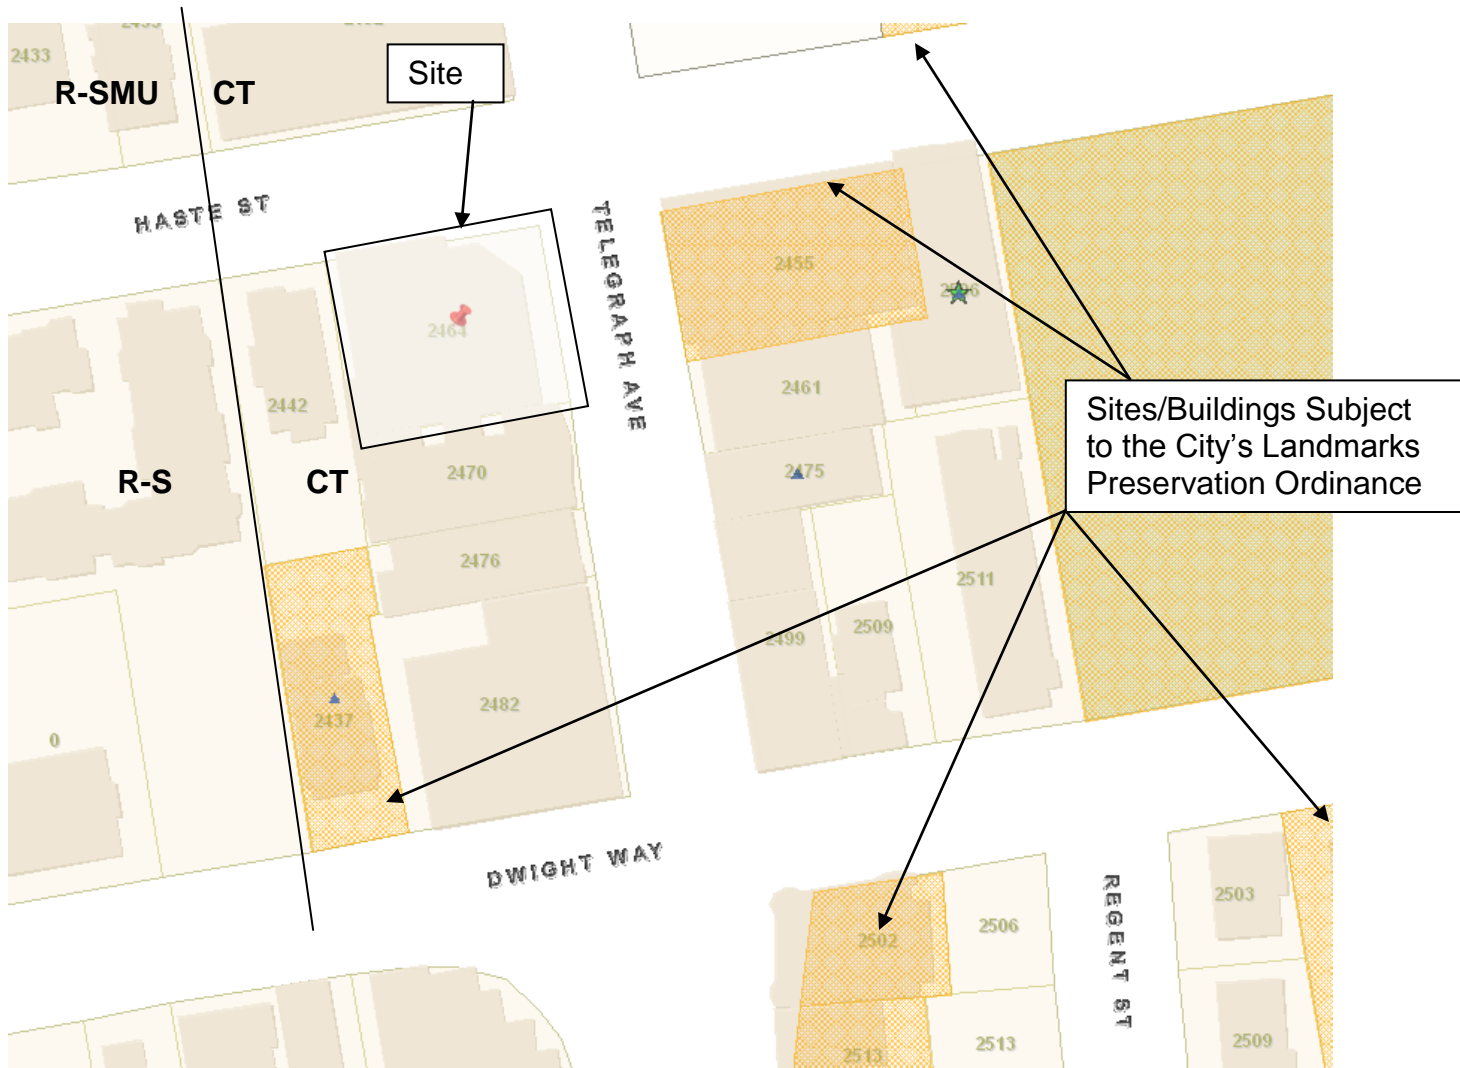 2433
R-SMU
CT
Site
HASTE ST
TELEGRAPH AVE
2455
2464
2461
2442
Sites/Buildings Subject
to the City's Landmarks
Preservation Ordinance
R-S
CT
2470
2475
2476
2511
2499
2509
2437
2482
0
DWIGHT WAY
REGENT ST
2503
2502
2506
2513
2513
2509